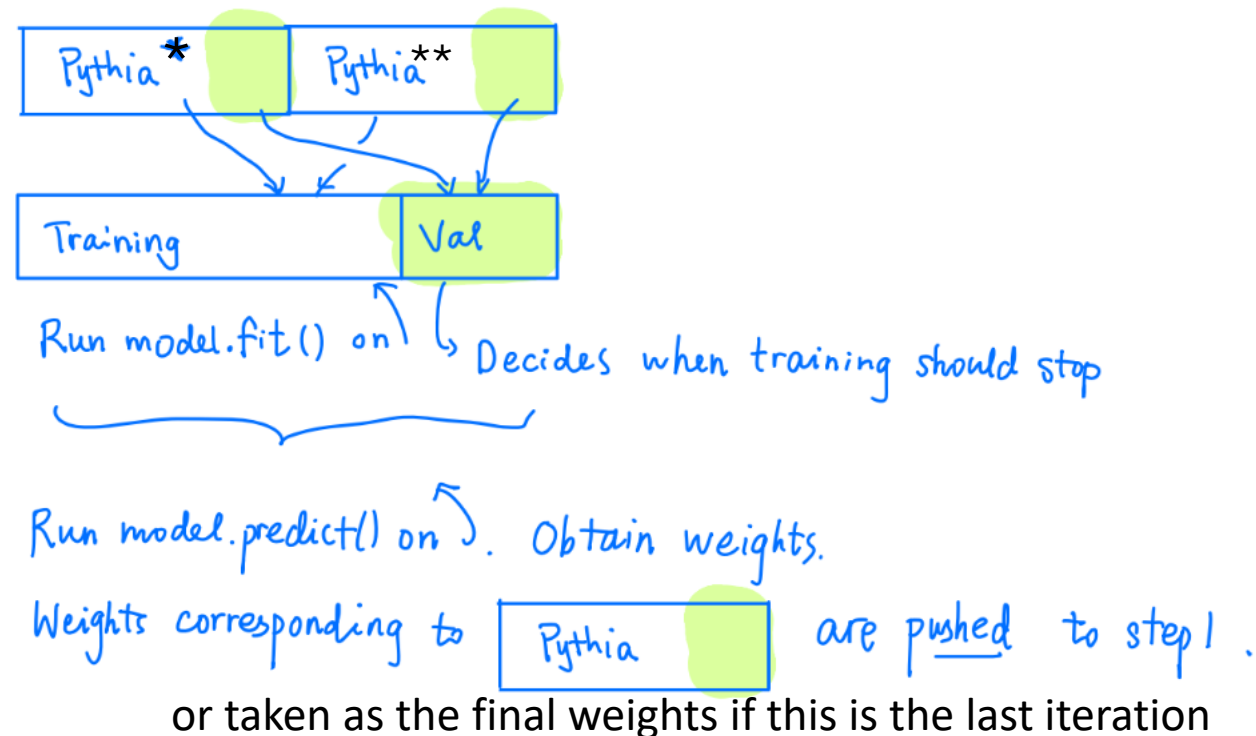 Pythia* Pythia**
Training Val
Run model.fit() on
Decides when training should stop
Run model.predict() on . Obtain weights.
Weights corresponding to Pythia are pushed to step 1.
or taken as the final weights if this is the last iteration